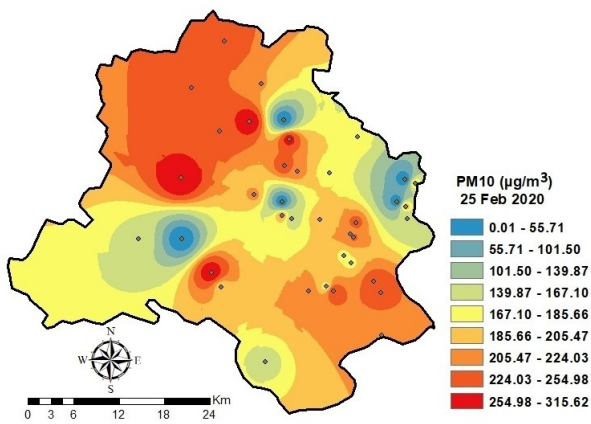 PM10 (µg/m³)
25 Feb 2020
0.01 - 55.71
55.71 - 101.50
101.50 - 139.87
139.87 - 167.10
167.10 - 185.66
185.66 - 205.47
205.47 - 224.03
224.03 - 254.98
254.98 - 315.62
N
W E
S
Km
0 3 6 12 18 24